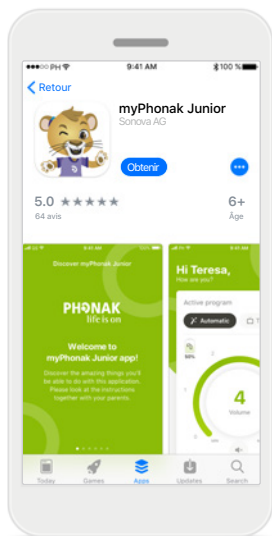 PH
9:41 AM
100 %
Retour
myPhonak Junior
Sonova AG
Obtenir
5.0 ★★★★★
64 avis
6+
Âge
Discover myPhonak Junior
PHONAK
life is on
Welcome to
myPhonak Junior app!
Discover the amazing things you'll
be able to do with this application.
Please look at the instructions
together with your parents.
Hi Teresa,
How are you?
Active program
Automatic
50%
4
Volume
Today
Games
Apps
Updates
Search